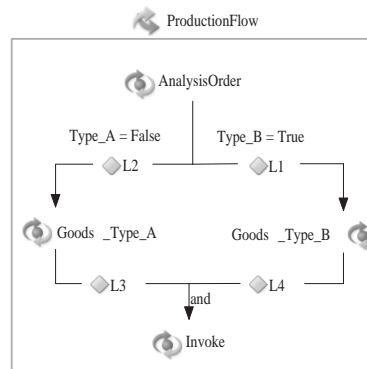 ProductionFlow
AnalysisOrder
Type_A = False
Type_B = True
L2
L1
Goods _Type_A
Goods _Type_B
L3
L4
and
Invoke